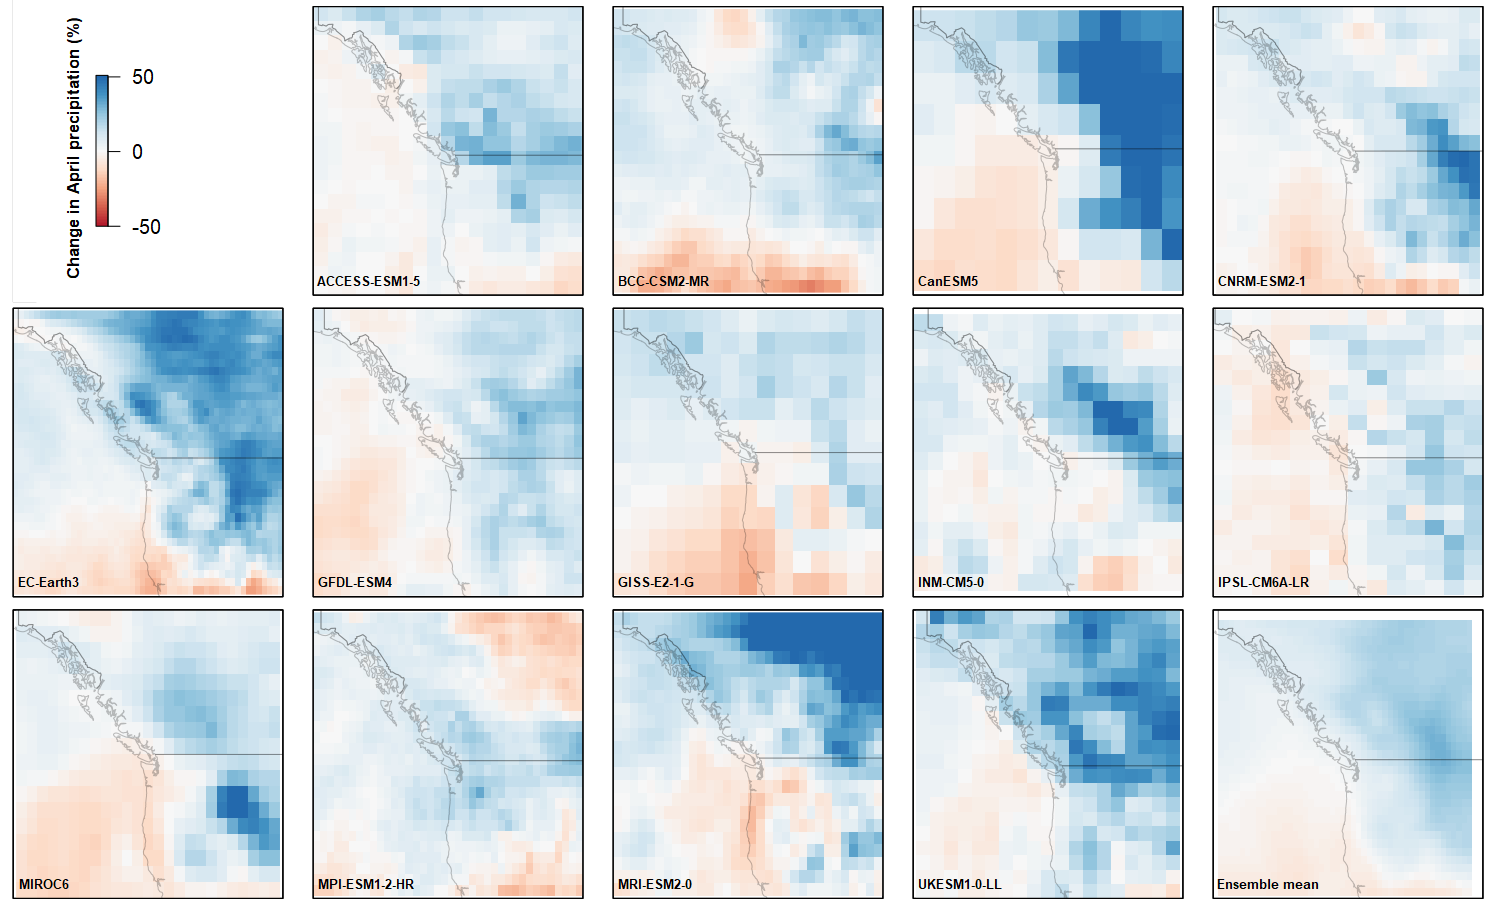 Change in April precipitation (%)
50
0
-50
ACCESS-ESM1-5
BCC-CSM2-MR
CanESM5
CNRM-ESM2-1
EC-Earth3
GFDL-ESM4
GISS-E2-1-G
INM-CM5-0
IPSL-CM6A-LR
MIROC6
MPI-ESM1-2-HR
MRI-ESM2-0
UKESM1-0-LL
Ensemble mean